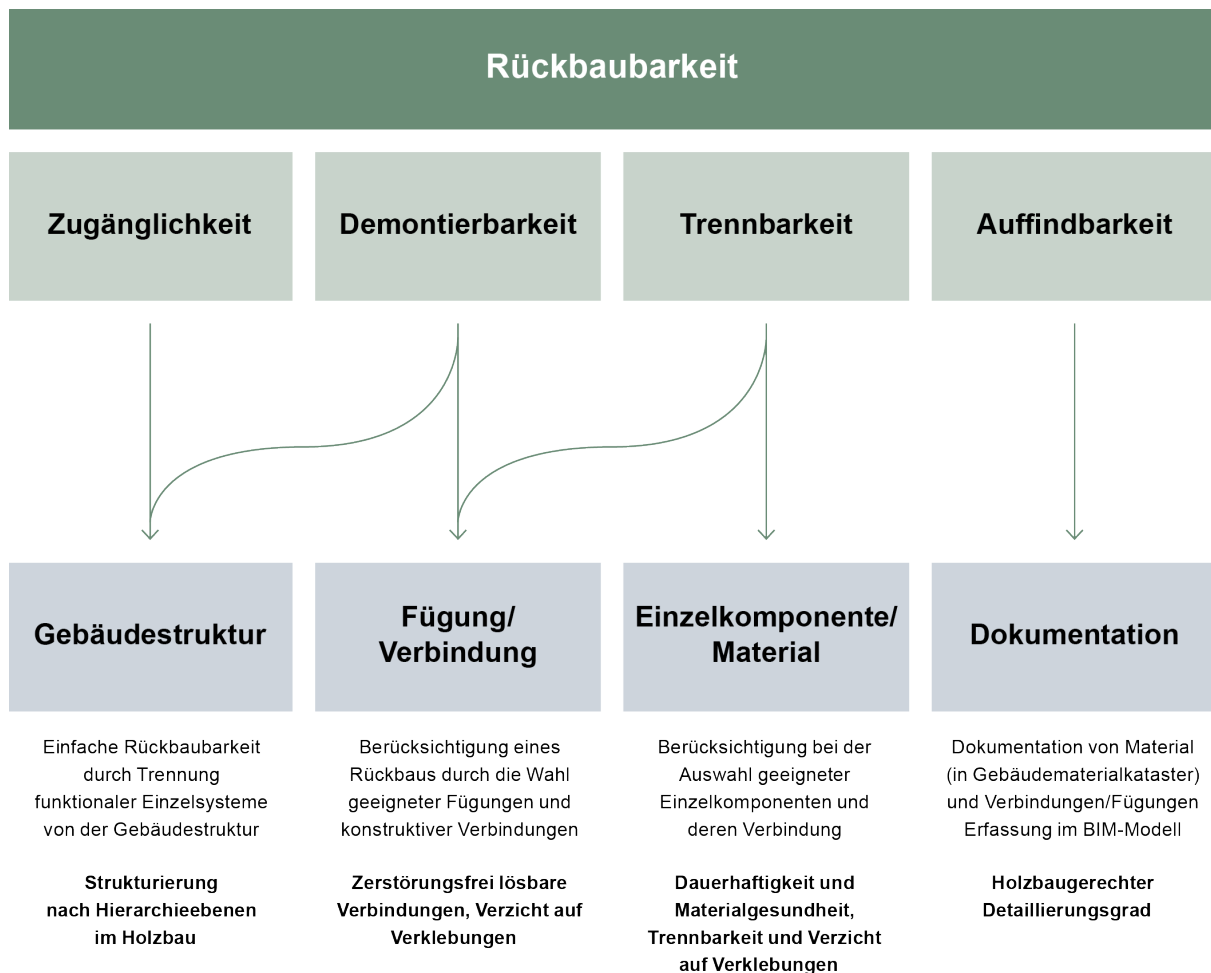 Rückbaubarkeit
Zugänglichkeit
Demontierbarkeit
Trennbarkeit
Auffindbarkeit
Gebäudestruktur
Fügung/
Verbindung
Einzelkomponente/
Material
Dokumentation
Einfache Rückbaubarkeit
durch Trennung
funktionaler Einzelsysteme
von der Gebäudestruktur
Strukturierung
nach Hierarchieebenen
im Holzbau
Berücksichtigung eines
Rückbaus durch die Wahl
geeigneter Fügungen und
konstruktiver Verbindungen
Zerstörungsfrei lösbare
Verbindungen, Verzicht auf
Verklebungen
Berücksichtigung bei der
Auswahl geeigneter
Einzelkomponenten und
deren Verbindung
Dauerhaftigkeit und
Materialgesundheit,
Trennbarkeit und Verzicht
auf Verklebungen
Dokumentation von Material
(in Gebäudematerialkataster)
und Verbindungen/Fügungen
Erfassung im BIM-Modell
Holzbaugerechter
Detaillierungsgrad